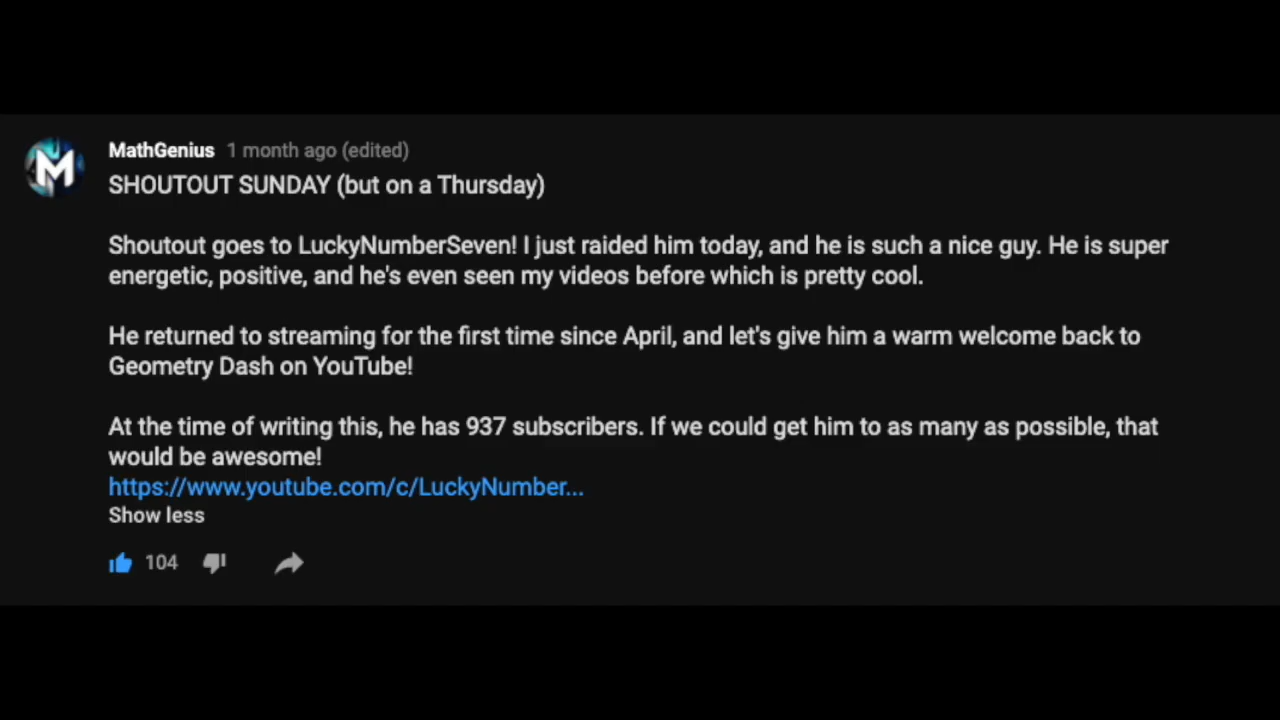 M
MathGenius 1 month ago (edited)
SHOUTOUT SUNDAY (but on a Thursday)
Shoutout goes to LuckyNumberSeven! I just raided him today, and he is such a nice guy. He is super
energetic, positive, and he's even seen my videos before which is pretty cool.
He returned to streaming for the first time since April, and let's give him a warm welcome back to
Geometry Dash on YouTube!
At the time of writing this, he has 937 subscribers. If we could get him to as many as possible, that
would be awesome!
https://www.youtube.com/c/LuckyNumber...
Show less
104